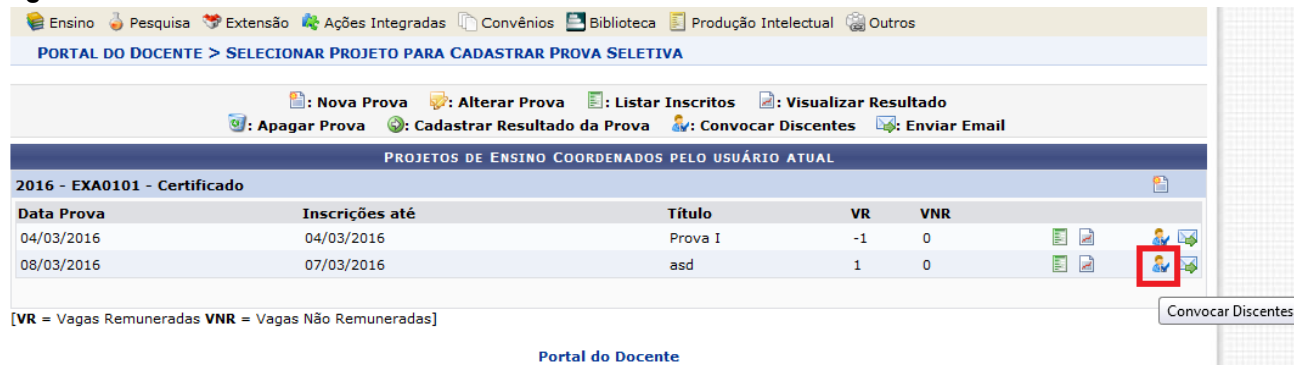 Ensino Pesquisa Extensão Ações Integradas Convênios Biblioteca Produção Intelectual Outros
PORTAL DO DOCENTE > SELECIONAR PROJETO PARA CADASTRAR PROVA SELETIVA
: Nova Prova : Alterar Prova : Listar Inscritos : Visualizar Resultado
: Apagar Prova : Cadastrar Resultado da Prova : Convocar Discentes : Enviar Email
PROJETOS DE ENSINO COORDENADOS PELO USUÁRIO ATUAL
2016 - EXA0101 - Certificado
Data Prova Inscrições até Título VR VNR
04/03/2016 04/03/2016 Prova I -1 0
08/03/2016 07/03/2016 asd 1 0
Convocar Discentes
[VR = Vagas Remuneradas VNR = Vagas Não Remuneradas]
Portal do Docente